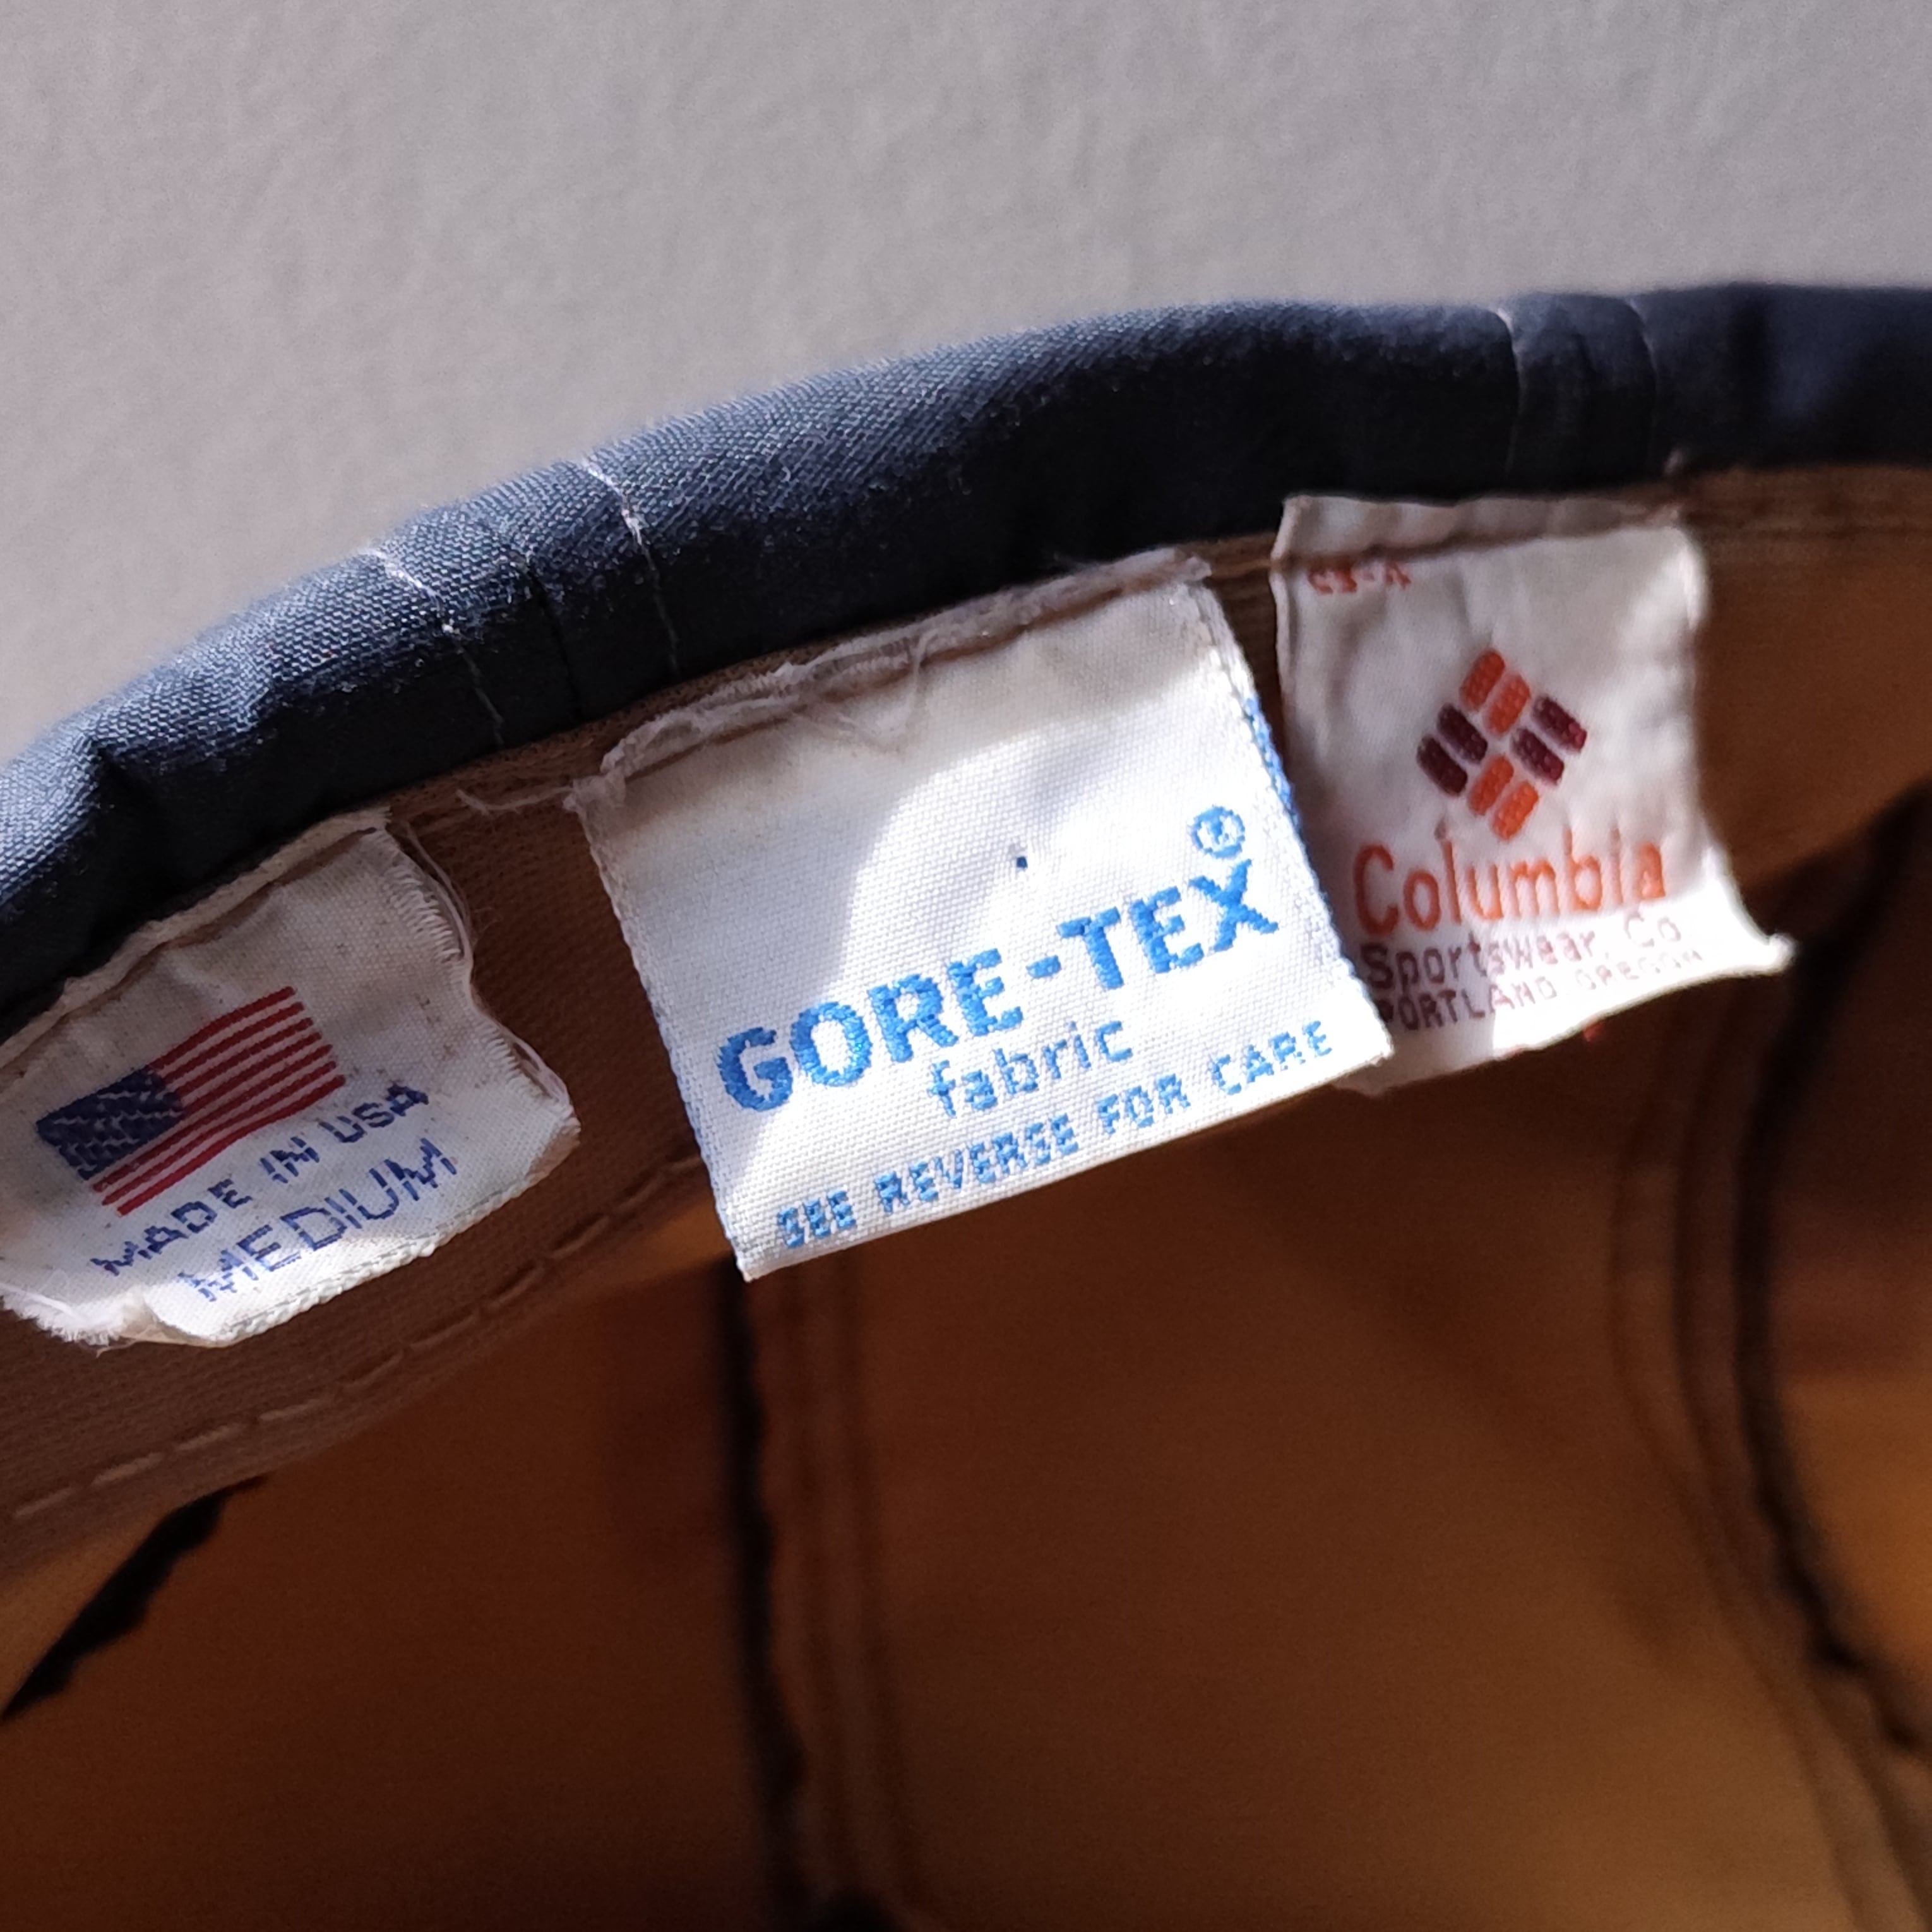 MADE IN USA
MEDIUM
GORE-TEX®
fabric
SEE REVERSE FOR CARE
Columbia
Sportswear Co
PORTLAND OREGON